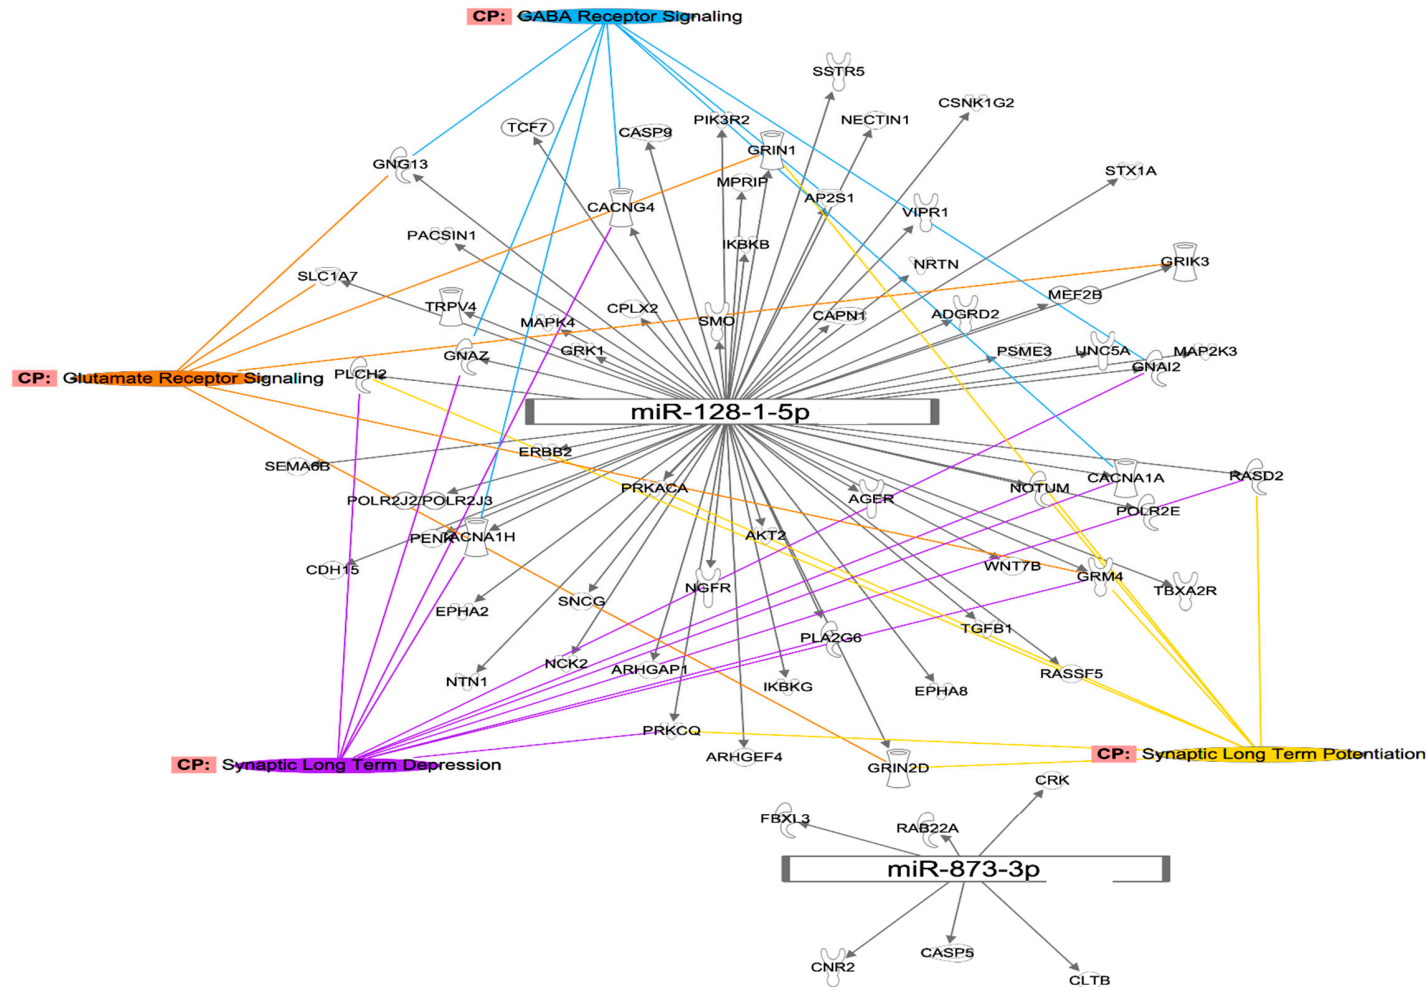 CP: GABA Receptor Signaling
SSTR5
CSNK1G2
TCF7
CASP9
PIK3R2
NECTIN1
GNG13
GRIN1
STX1A
MPRIP
AP2S1
CACNG4
VIPR1
PACSIN1
IKBKB
NRTN
GRIK3
SLC1A7
TRPV4
CPLX2
MEF2B
MAPK4
SMO
CAPN1
ADGRD2
GNAZ
GRK1
PSME3
UNC5A
MAP2K3
CP: Glutamate Receptor Signaling
PLCH2
GNAI2
miR-128-1-5p
SEMA6B
ERBB2
PRKACA
NOTUM
CACNA1A
RASD2
POLR2J2/POLR2J3
AGER
POLR2E
PENK
CACNA1H
AKT2
CDH15
WNT7B
GRM4
TBXA2R
EPHA2
SNCG
NGFR
TGFB1
PLA2G6
NTN1
NCK2
ARHGAP1
IKBKG
EPHA8
RASSF5
PRKCQ
ARHGEF4
CP: Synaptic Long Term Depression
GRIN2D
CP: Synaptic Long Term Potentiation
CRK
FBXL3
RAB22A
miR-873-3p
CNR2
CASP5
CLTB